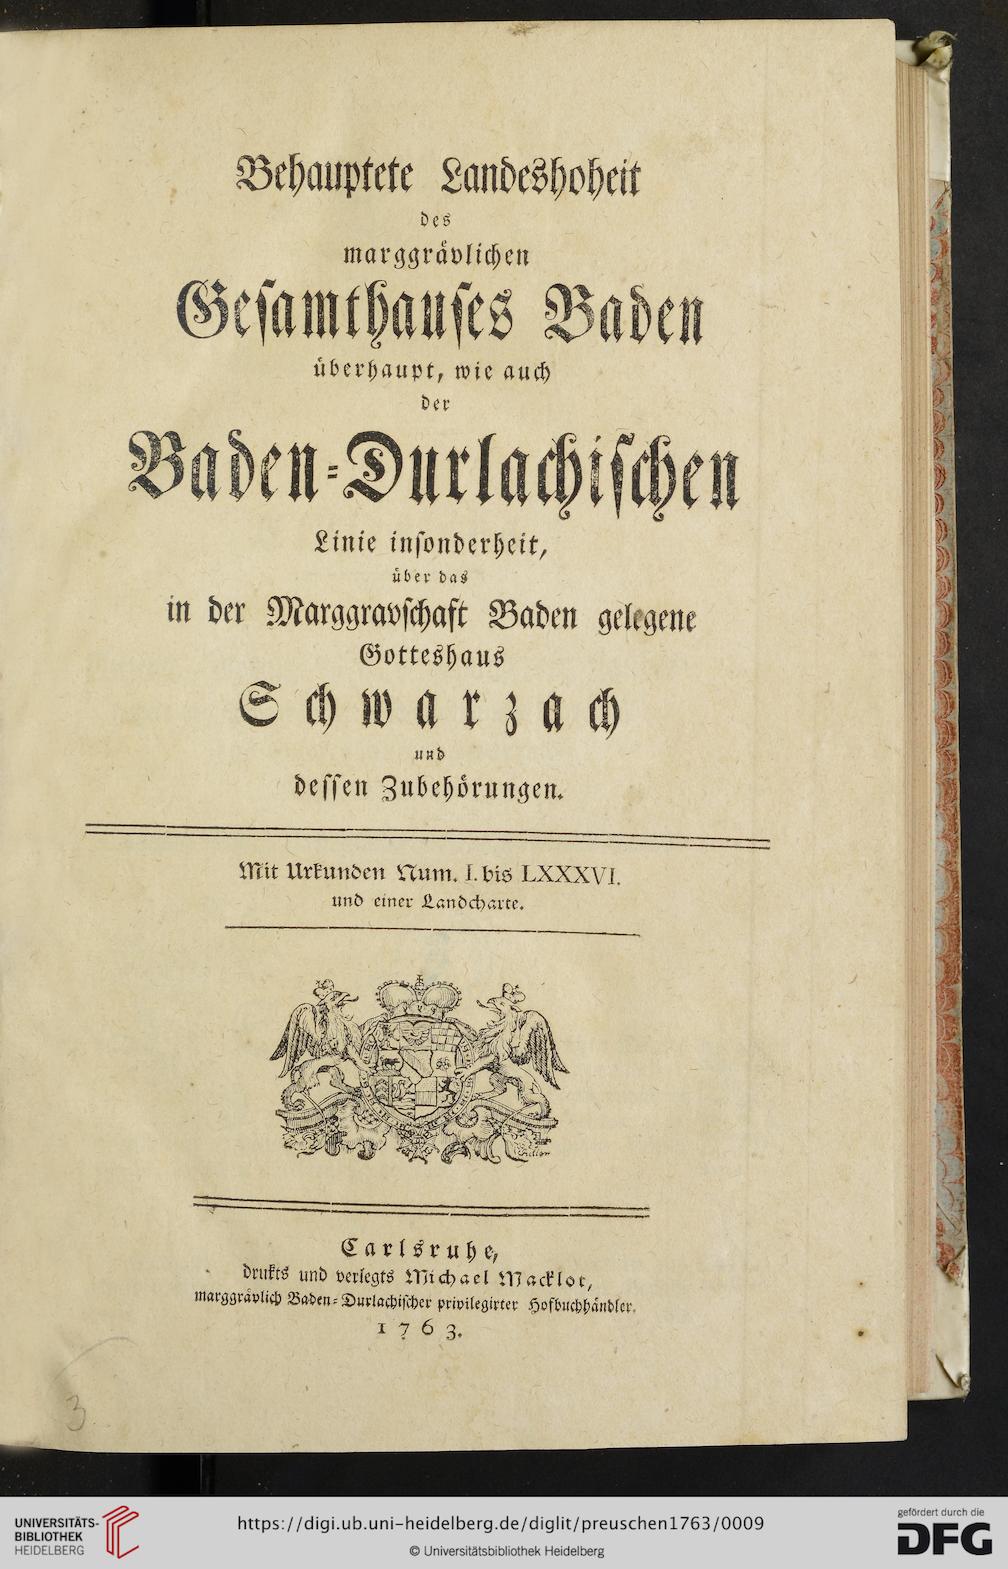 Behauptete Landeshoheit
des
marggrävlichen
Gesamthauses Baden
überhaupt, wie auch
der
Baden-Durlachischen
Linie insonderheit,
über das
in der Marggravschaft Baden gelegene
Gotteshaus
Schwarzach
und
dessen Zubehörungen.
Mit Urkunden Num. I. bis LXXXVI.
und einer Landcharte.
Carlsruhe,
drukts und verlegts Michael Macklot,
marggrävlich Baden-Durlachischer privilegirter Hofbuchhändler.
1763.
3
UNIVERSITÄTS-
BIBLIOTHEK
HEIDELBERG
https://digi.ub.uni-heidelberg.de/diglit/preuschen1763/0009
© Universitätsbibliothek Heidelberg
gefördert durch die
DFG